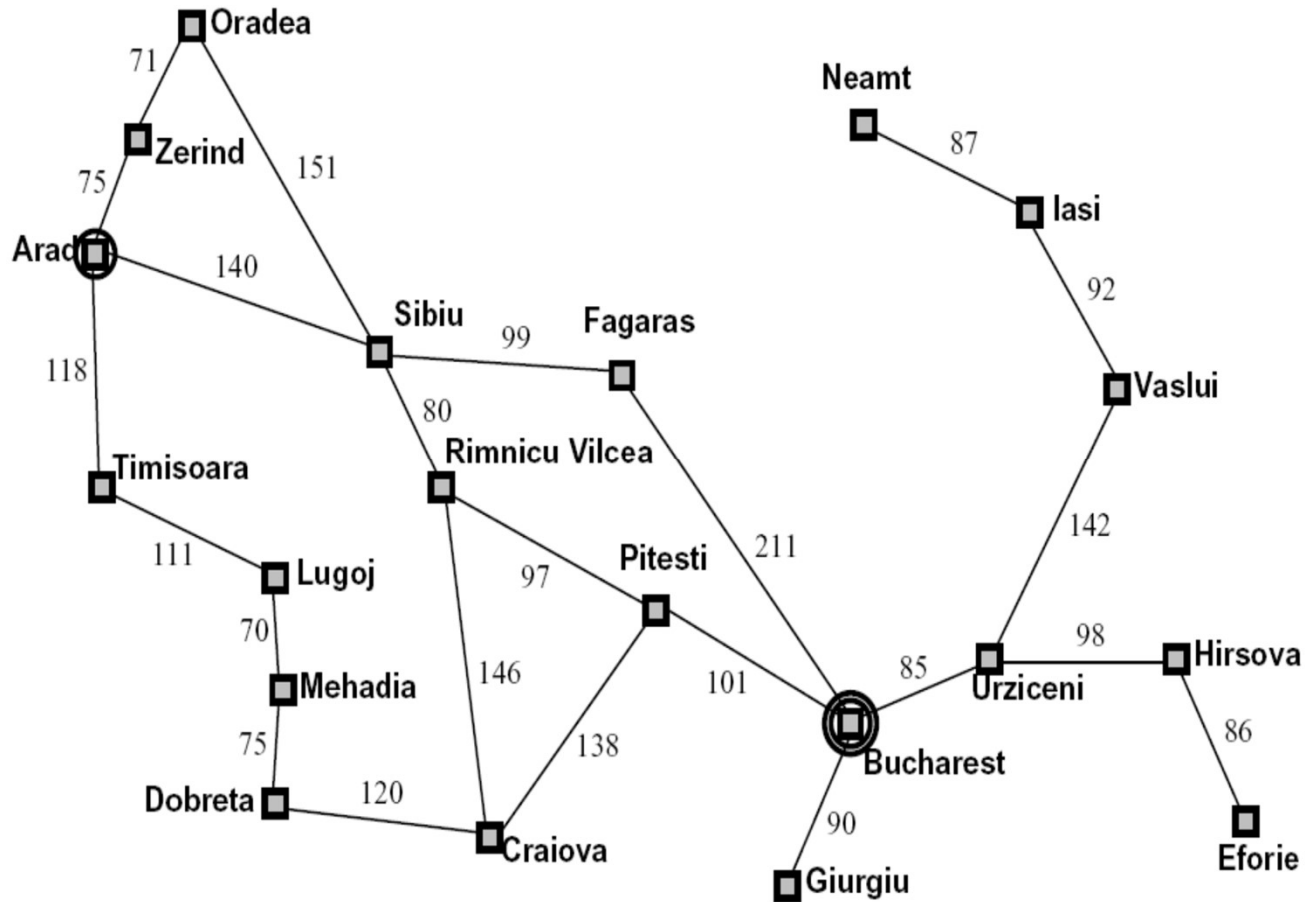 Oradea
71
Neamt
87
Zerind
151
75
Iasi
Arad
140
92
Sibiu
Fagaras
99
118
Vaslui
80
Rimnicu Vilcea
Timisoara
142
211
111
Pitesti
Lugoj
97
70
98
Hirsova
146
85
Mehadia
101
Urziceni
75
138
86
Bucharest
Dobreta
120
90
Craiova
Eforie
Giurgiu